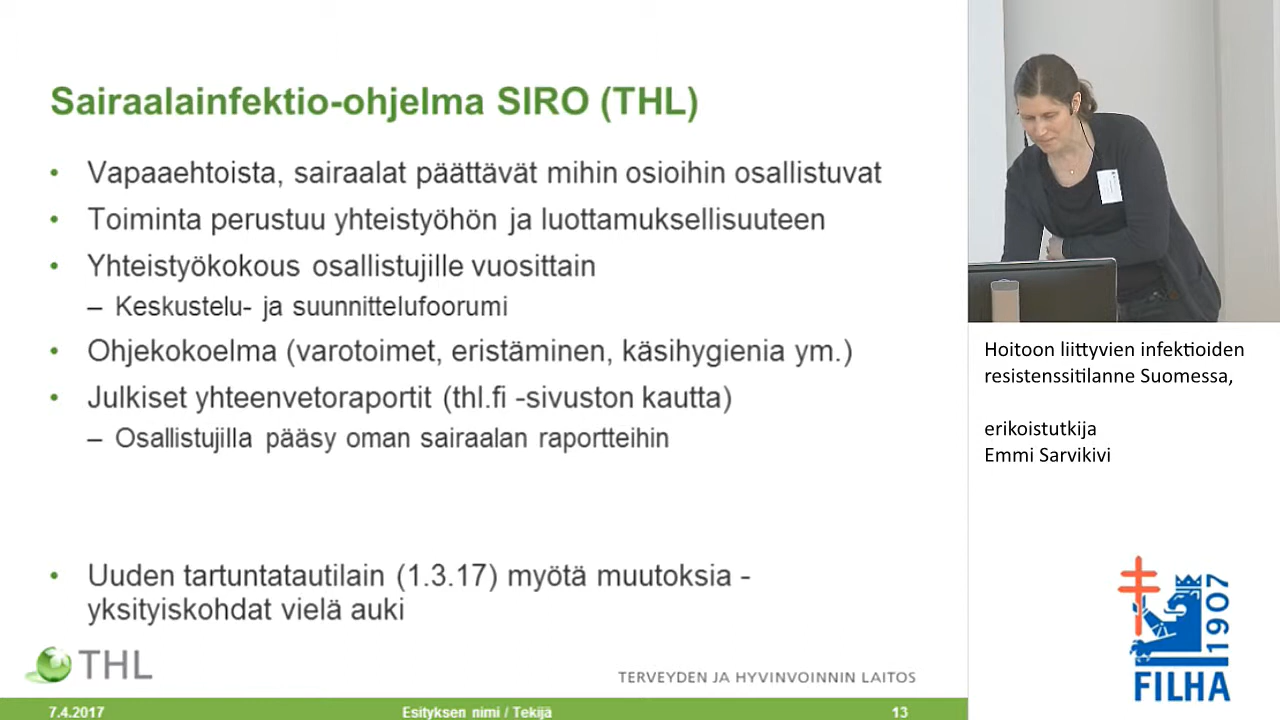 Sairaalainfektio-ohjelma SIRO (THL)
• Vapaaehtoista, sairaalat päättävät mihin osioihin osallistuvat
• Toiminta perustuu yhteistyöhön ja luottamuksellisuuteen
• Yhteistyökokous osallistujille vuosittain
– Keskustelu- ja suunnittelufoorumi
• Ohjekokoelma (varotoimet, eristäminen, käsihygienia ym.)
• Julkiset yhteenvetoraportit (thl.fi -sivuston kautta)
– Osallistujilla pääsy oman sairaalan raportteihin
• Uuden tartuntatautilain (1.3.17) myötä muutoksia -
yksityiskohdat vielä auki
THL
TERVEYDEN JA HYVINVOINNIN LAITOS
7.4.2017
Esityksen nimi / Tekijä
13
Hoitoon liittyvien infektioiden
resistenssitilanne Suomessa,
erikoistutkija
Emmi Sarvikivi
1907
FILHA